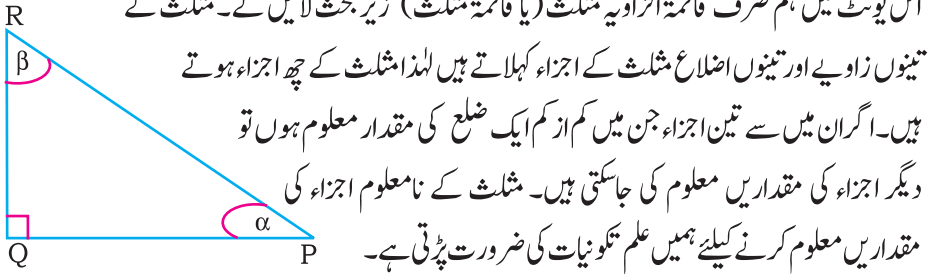 اس یونٹ میں ہم صرف قائمۃ الزاویہ مثلث (یا قائمۃ مثلث) زیر بحث لائیں گے۔ مثلث کے
تینوں زاویے اور تینوں اضلاع مثلث کے اجزاء کہلاتے ہیں لہٰذا مثلث کے چھ اجزاء ہوتے
ہیں۔ اگر ان میں سے تین اجزاء جن میں کم از کم ایک ضلع کی مقدار معلوم ہوں تو
دیگر اجزاء کی مقداریں معلوم کی جاسکتی ہیں۔ مثلث کے نامعلوم اجزاء کی
مقداریں معلوم کرنے کیلئے ہمیں علم تکونیات کی ضرورت پڑتی ہے۔
R
β
α
Q
P